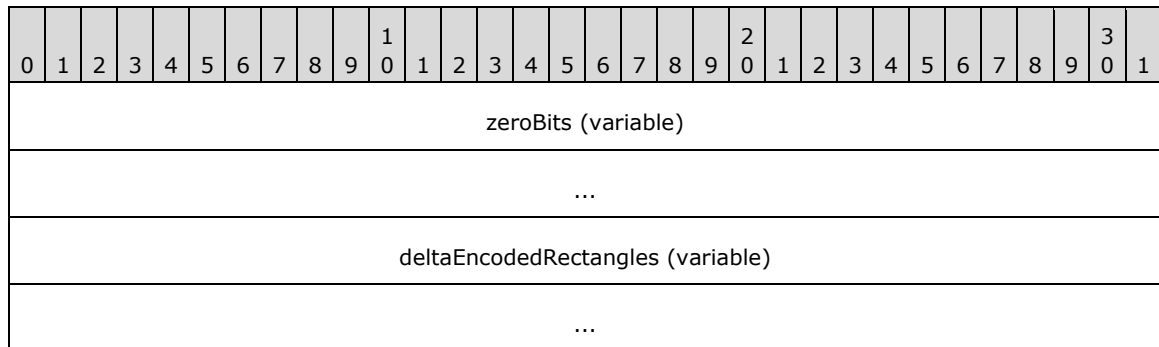 1 2 3
0 1 2 3 4 5 6 7 8 9 0 1 2 3 4 5 6 7 8 9 0 1 2 3 4 5 6 7 8 9 0 1
zeroBits (variable)
...
deltaEncodedRectangles (variable)
...